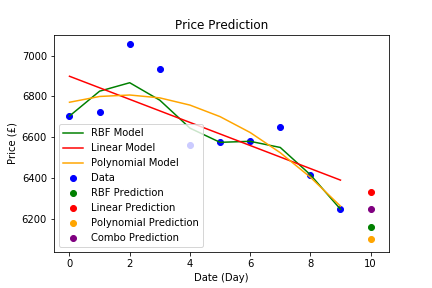 Price Prediction
7000
6800
6600
6400
6200
Price (£)
RBF Model
Linear Model
Polynomial Model
Data
RBF Prediction
Linear Prediction
Polynomial Prediction
Combo Prediction
0 2 4 6 8 10
Date (Day)